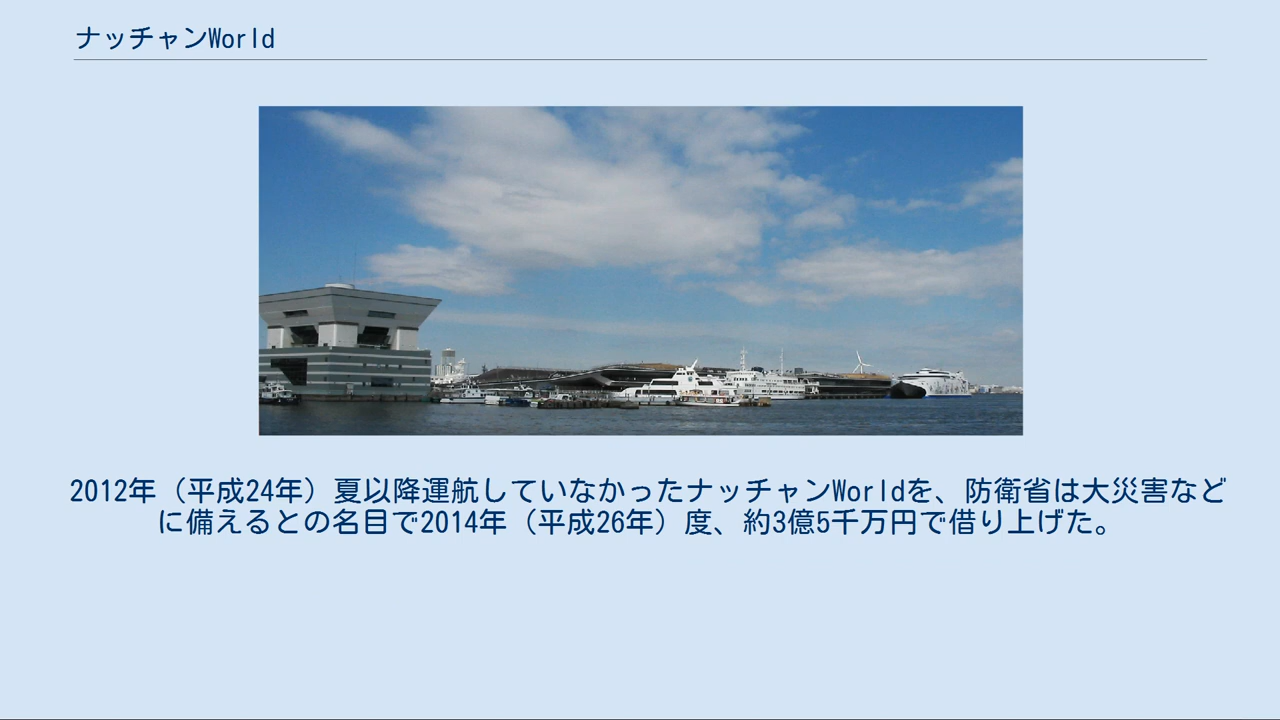 ナッチャンWorld
2012年（平成24年）夏以降運航していなかったナッチャンWorldを、防衛省は大災害など
に備えるとの名目で2014年（平成26年）度、約3億5千万円で借り上げた。